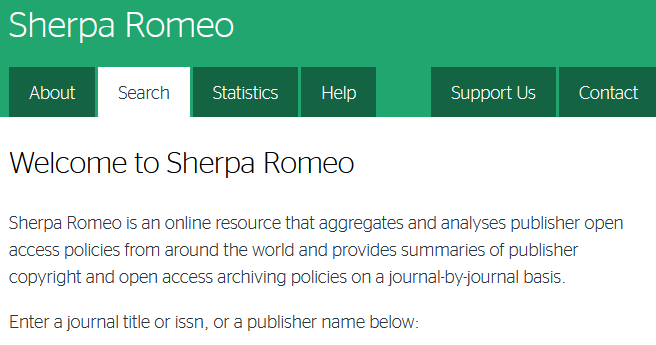 Sherpa Romeo
About Search Statistics Help Support Us Contact
Welcome to Sherpa Romeo
Sherpa Romeo is an online resource that aggregates and analyses publisher open
access policies from around the world and provides summaries of publisher
copyright and open access archiving policies on a journal-by-journal basis.
Enter a journal title or issn, or a publisher name below: